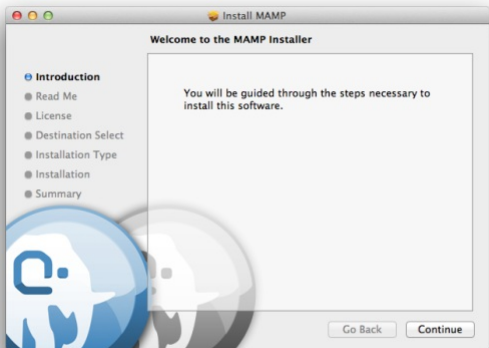 Install MAMP
Welcome to the MAMP Installer
Introduction
Read Me
License
Destination Select
Installation Type
Installation
Summary
You will be guided through the steps necessary to
install this software.
Go Back
Continue